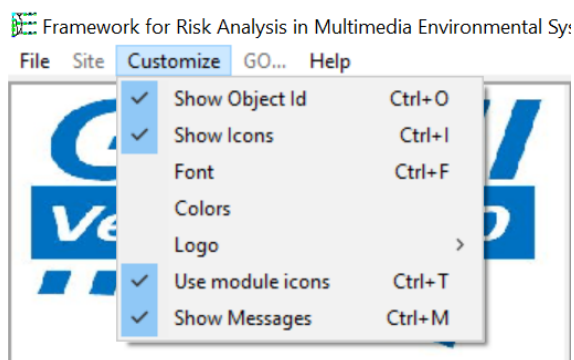 Framework for Risk Analysis in Multimedia Environmental
File Site Customize GO... Help
Show Object Id Ctrl+O
Show Icons Ctrl+I
Font Ctrl+F
Colors
Logo
Use module icons Ctrl+T
Show Messages Ctrl+M